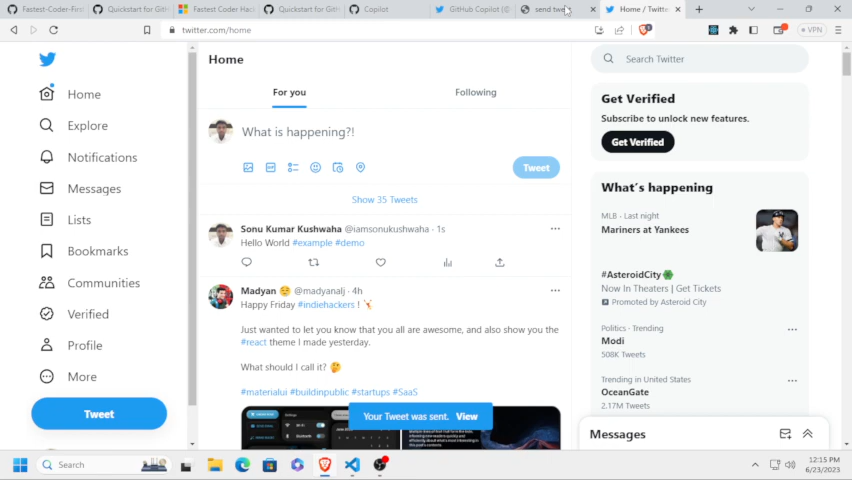 Fastest-Coder-First
Quickstart for GitH
Fastest Coder Hac
Quickstart for GitH
Copilot
GitHub Copilot (@
send tweet
Home / Twitter
twitter.com/home
VPN
Home
Explore
Notifications
Messages
Lists
Bookmarks
Communities
Verified
Profile
More
Tweet
Home
For you
Following
What is happening?!
GIF
Tweet
Show 35 Tweets
Sonu Kumar Kushwaha @iamsonukushwaha · 1s
Hello World #example #demo
Madyan @madyanalj · 4h
Happy Friday #indiehackers !
Just wanted to let you know that you all are awesome, and also show you the
#react theme I made yesterday.
What should I call it?
#materialui #buildinpublic #startups #SaaS
Your Tweet was sent. View
Search Twitter
Get Verified
Subscribe to unlock new features.
Get Verified
What's happening
MLB · Last night
Mariners at Yankees
#AsteroidCity
Now In Theaters | Get Tickets
Promoted by Asteroid City
Politics · Trending
Modi
508K Tweets
Trending in United States
OceanGate
2.17M Tweets
Messages
Search
12:15 PM
6/23/2023